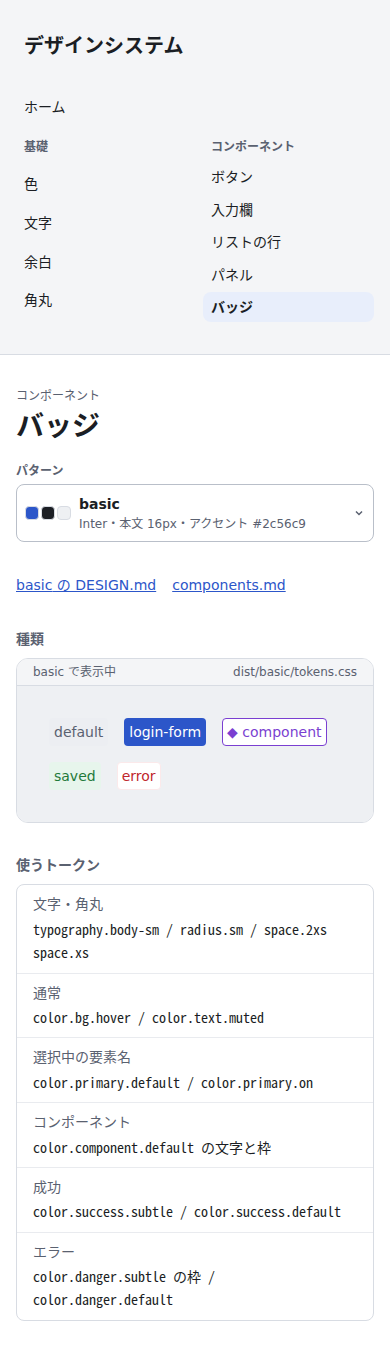 デザインシステム
ホーム
基礎
色
文字
余白
角丸
コンポーネント
ボタン
入力欄
リストの行
パネル
バッジ
コンポーネント
バッジ
パターン
basic
Inter・本文 16px・アクセント #2c56c9
basic の DESIGN.md components.md
種類
basic で表示中 dist/basic/tokens.css
default login-form ◆ component
saved error
使うトークン
文字・角丸
typography.body-sm / radius.sm / space.2xs
space.xs
通常
color.bg.hover / color.text.muted
選択中の要素名
color.primary.default / color.primary.on
コンポーネント
color.component.default の文字と枠
成功
color.success.subtle / color.success.default
エラー
color.danger.subtle の枠 /
color.danger.default